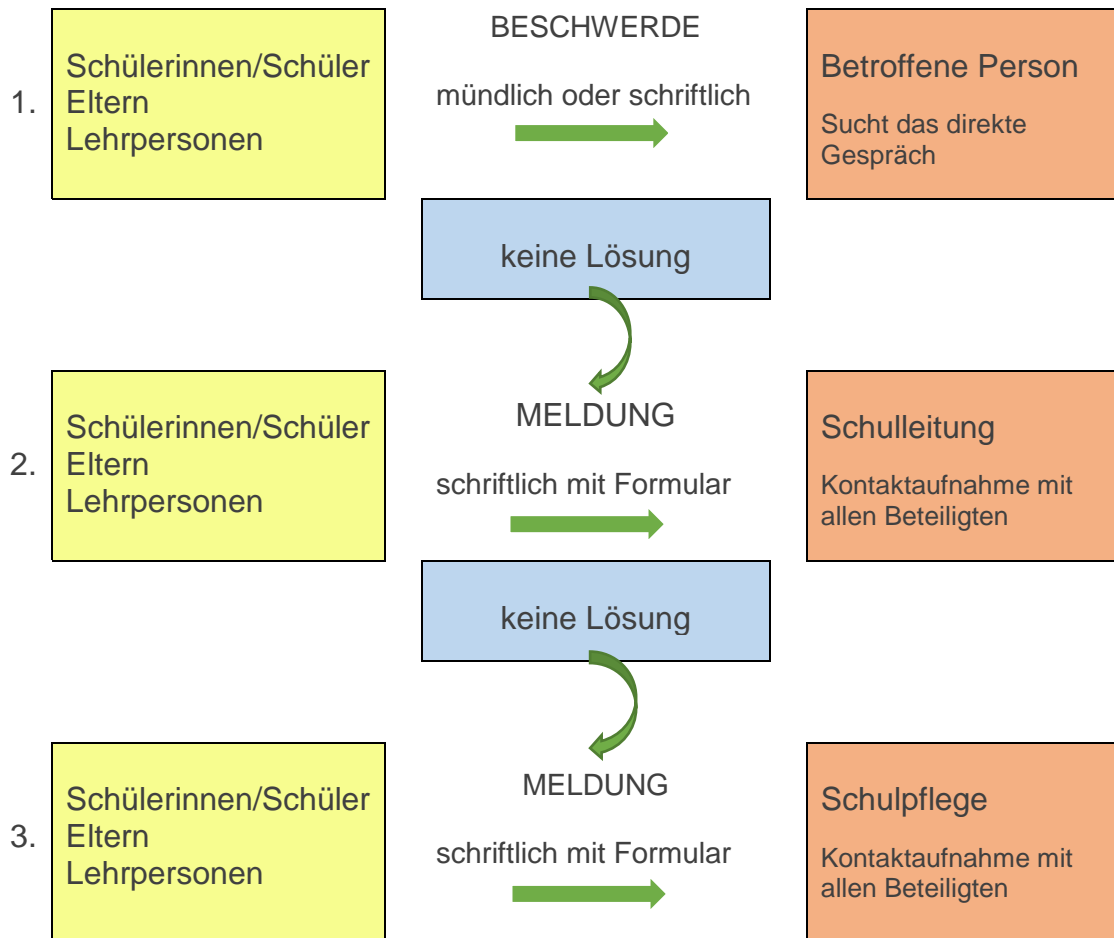 BESCHWERDE
1.
Schülerinnen/Schüler
Eltern
Lehrpersonen
mündlich oder schriftlich
Betroffene Person
Sucht das direkte
Gespräch
keine Lösung
MELDUNG
2.
Schülerinnen/Schüler
Eltern
Lehrpersonen
schriftlich mit Formular
Schulleitung
Kontaktaufnahme mit
allen Beteiligten
keine Lösung
MELDUNG
3.
Schülerinnen/Schüler
Eltern
Lehrpersonen
schriftlich mit Formular
Schulpflege
Kontaktaufnahme mit
allen Beteiligten